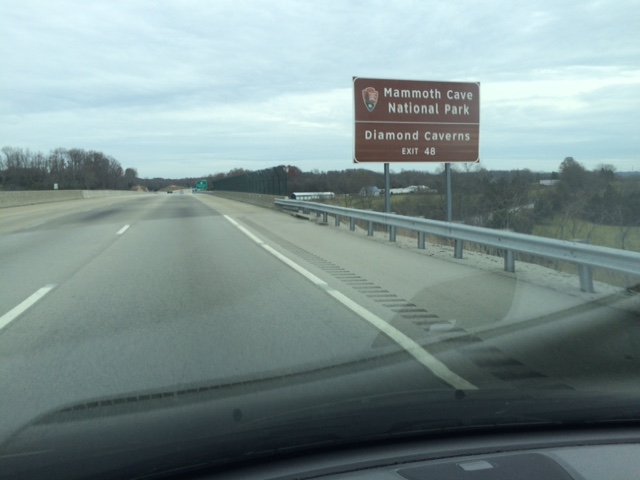 Mammoth Cave
National Park
Diamond Caverns
EXIT 48